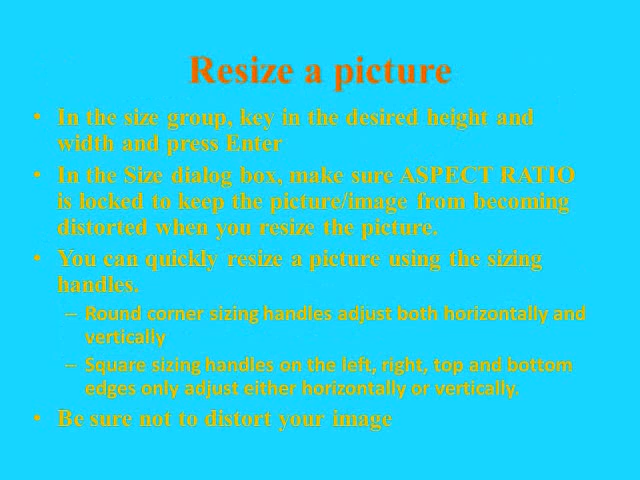 Resize a picture
• In the size group, key in the desired height and
width and press Enter
• In the Size dialog box, make sure ASPECT RATIO
is locked to keep the picture/image from becoming
distorted when you resize the picture.
• You can quickly resize a picture using the sizing
handles.
– Round corner sizing handles adjust both horizontally and
vertically
– Square sizing handles on the left, right, top and bottom
edges only adjust either horizontally or vertically.
• Be sure not to distort your image